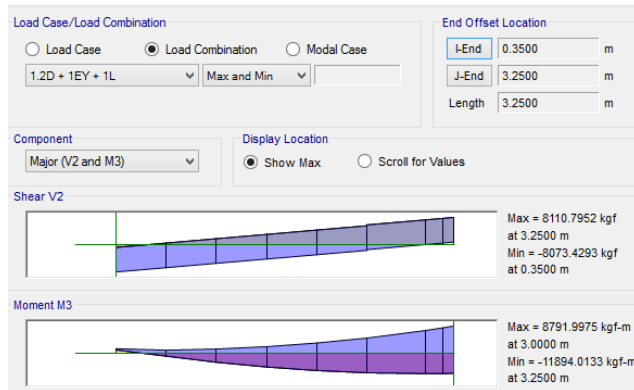 Load Case/Load Combination
Load Case Load Combination Modal Case
1.2D + 1EY + 1L Max and Min
End Offset Location
I-End 0.3500 m
J-End 3.2500 m
Length 3.2500 m
Component
Major (V2 and M3)
Display Location
Show Max Scroll for Values
Shear V2
Max = 8110.7952 kgf
at 3.2500 m
Min = -8073.4293 kgf
at 0.3500 m
Moment M3
Max = 8791.9975 kgf-m
at 3.0000 m
Min = -11894.0133 kgf-m
at 3.2500 m